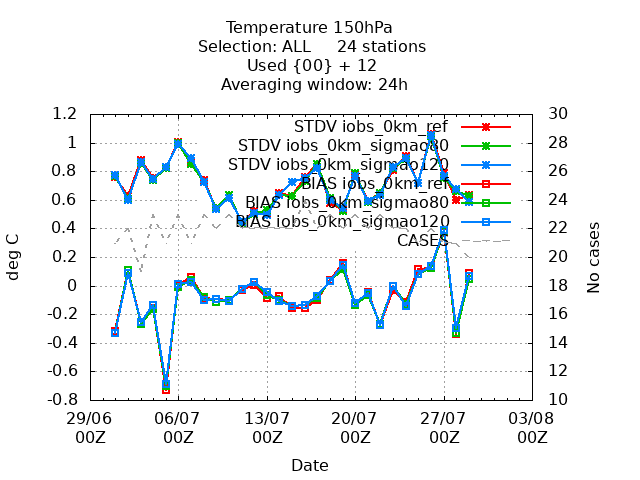 Temperature 150hPa
Selection: ALL 24 stations
Used {00} + 12
Averaging window: 24h
1.2
1
0.8
0.6
0.4
0.2
0
-0.2
-0.4
-0.6
-0.8
deg C
STDV iobs_0km_ref
STDV iobs_0km_sigmao80
STDV iobs_0km_sigmao120
BIAS iobs_0km_ref
BIAS iobs_0km_sigmao80
BIAS iobs_0km_sigmao120
CASES
30
28
26
24
22
20
18
16
14
12
10
No cases
29/06 06/07 13/07 20/07 27/07 03/08
00Z 00Z 00Z 00Z 00Z 00Z
Date